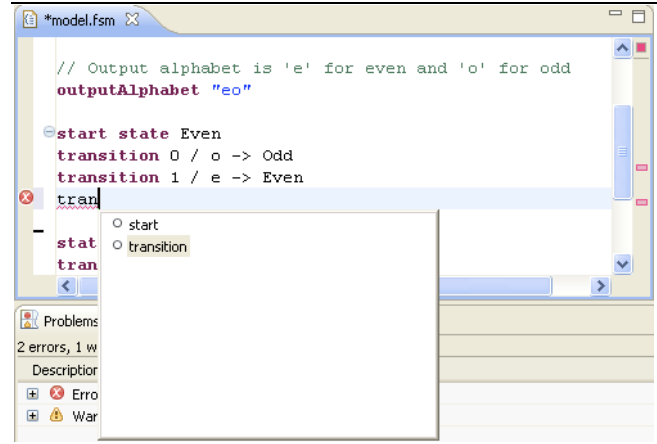 *model.fsm
// Output alphabet is 'e' for even and 'o' for odd
outputAlphabet "eo"
start state Even
transition 0 / o -> Odd
transition 1 / e -> Even
tran
start
transition
stat
tran
Problems
2 errors, 1 w
Description
Erro
War